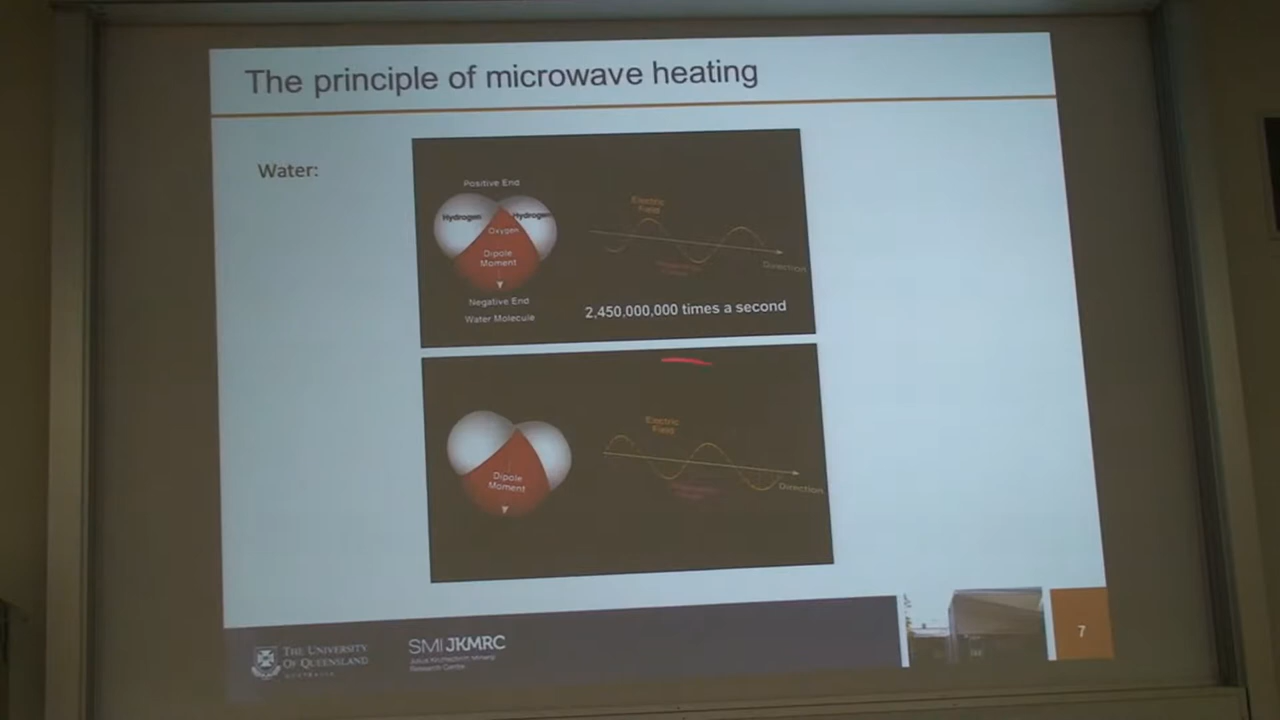 The principle of microwave heating
Water:
Positive End
Hydrogen
Hydrogen
Oxygen
Dipole
Moment
Negative End
Water Molecule
Electric
Field
Direction
2,450,000,000 times a second
Dipole
Moment
Electric
Field
Direction
THE UNIVERSITY
OF QUEENSLAND
AUSTRALIA
SMI JKMRC
Julius Kruttschnitt Mineral
Research Centre
7